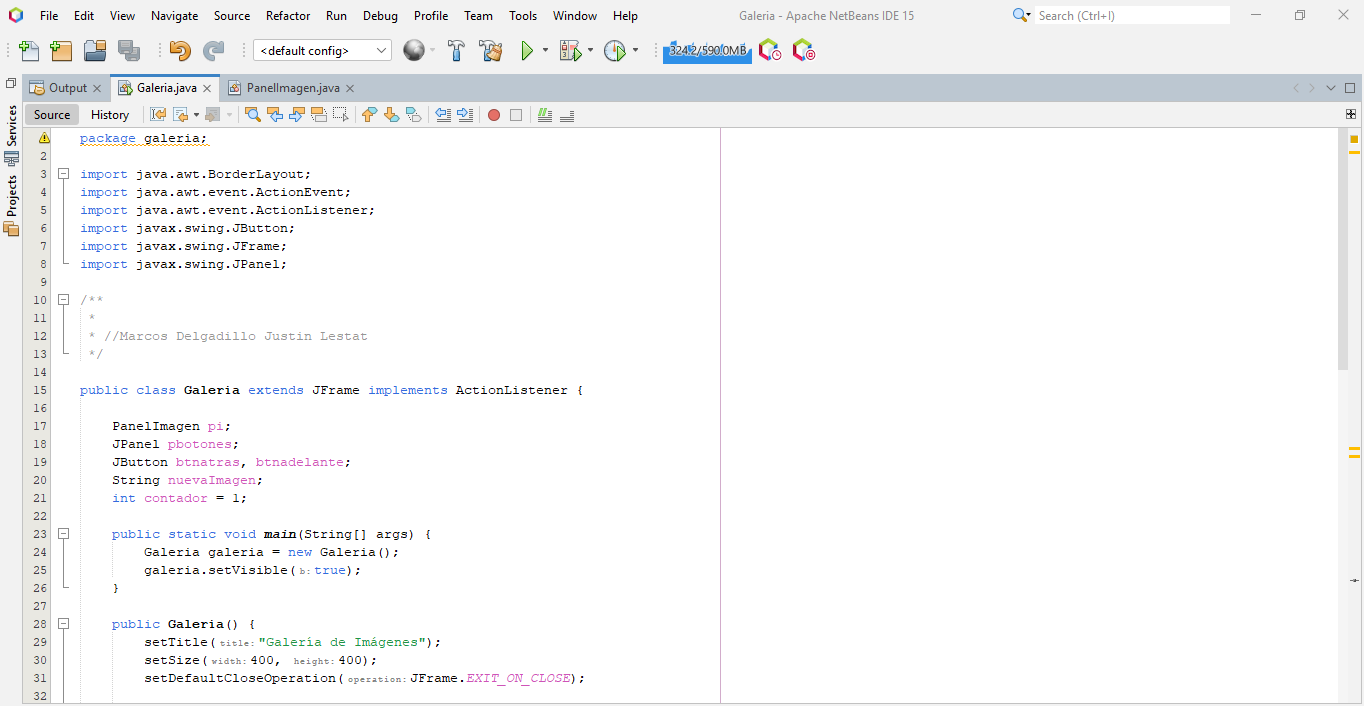 File Edit View Navigate Source Refactor Run Debug Profile Team Tools Window Help Galeria - Apache NetBeans IDE 15 Search (Ctrl+I)
<default config> 324.2/590.0MB
Output Galeria.java PanelImagen.java
Source History
Services
Projects
package galeria;
2
3 import java.awt.BorderLayout;
4 import java.awt.event.ActionEvent;
5 import java.awt.event.ActionListener;
6 import javax.swing.JButton;
7 import javax.swing.JFrame;
8 import javax.swing.JPanel;
9
10 /**
11 *
12 * //Marcos Delgadillo Justin Lestat
13 */
14
15 public class Galeria extends JFrame implements ActionListener {
16
17 PanelImagen pi;
18 JPanel pbotones;
19 JButton btnatras, btnadelante;
20 String nuevaImagen;
21 int contador = 1;
22
23 public static void main(String[] args) {
24 Galeria galeria = new Galeria();
25 galeria.setVisible(b: true);
26 }
27
28 public Galeria() {
29 setTitle(title: "Galería de Imágenes");
30 setSize(width: 400, height: 400);
31 setDefaultCloseOperation(operation: JFrame.EXIT_ON_CLOSE);
32